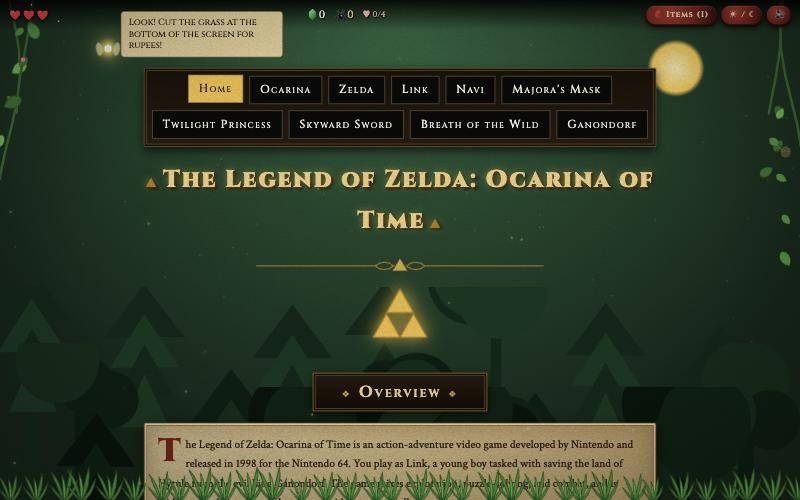 0 0 0/4
Items (1)
☀ / ☾
Look! Cut the grass at the
bottom of the screen for
rupees!
Home Ocarina Zelda Link Navi Majora's Mask
Twilight Princess Skyward Sword Breath of the Wild Ganondorf
The Legend of Zelda: Ocarina of
Time
Overview
The Legend of Zelda: Ocarina of Time is an action-adventure video game developed by Nintendo and
released in 1998 for the Nintendo 64. You play as Link, a young boy tasked with saving the land of